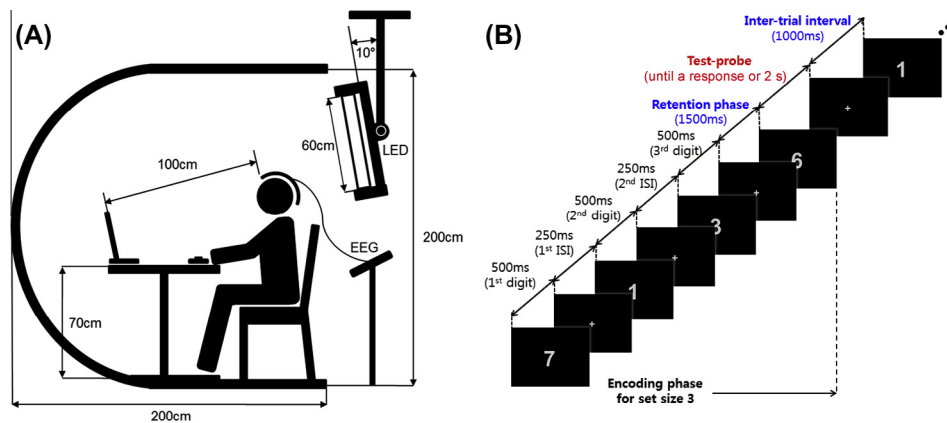 (A)
10°
60cm
LED
100cm
EEG
200cm
70cm
200cm
(B)
Inter-trial interval
(1000ms)
Test-probe
(until a response or 2 s)
Retention phase
(1500ms)
500ms
(3rd digit)
250ms
(2nd ISI)
500ms
(2nd digit)
250ms
(1st ISI)
500ms
(1st digit)
1
+
6
+
3
+
1
+
7
Encoding phase
for set size 3